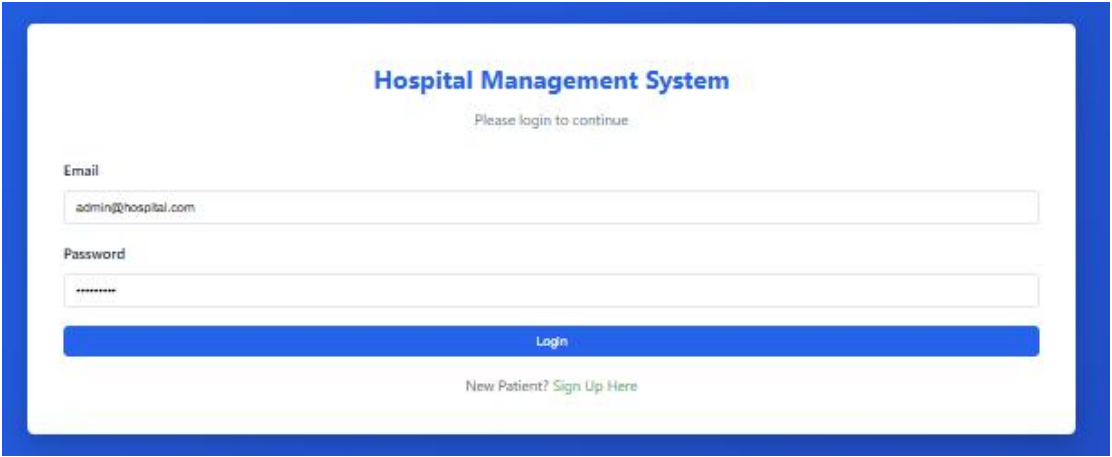 Hospital Management System
Please login to continue
Email
admin@hospital.com
Password
•••••••••
Login
New Patient? Sign Up Here